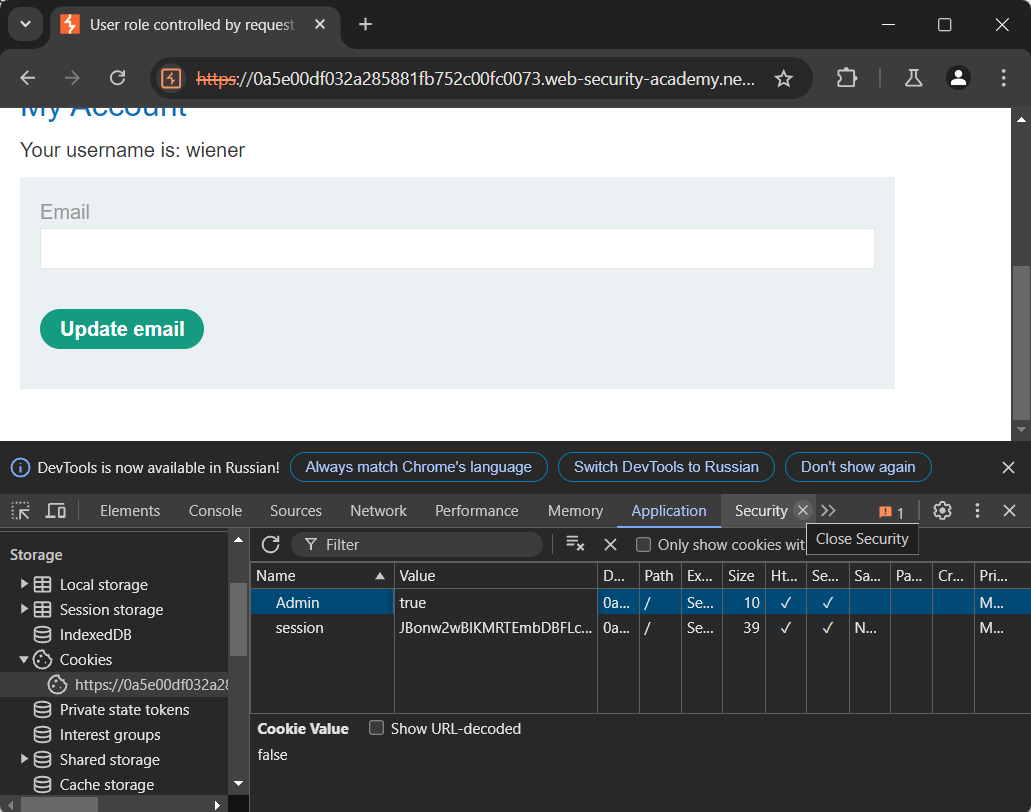 User role controlled by request
https://0a5e00df032a285881fb752c00fc0073.web-security-academy.ne...
My Account
Your username is: wiener
Email
Update email
DevTools is now available in Russian!
Always match Chrome's language
Switch DevTools to Russian
Don't show again
Elements Console Sources Network Performance Memory Application Security 1
Close Security
Storage
Local storage
Session storage
IndexedDB
Cookies
https://0a5e00df032a28
Private state tokens
Interest groups
Shared storage
Cache storage
Filter
Only show cookies wit
Name Value D... Path Ex... Size Ht... Se... Sa... Pa... Cr... Pri...
Admin true 0a... / Se... 10 ✓ ✓ M...
session JBonw2wBIKMRTEmbDBFLc... 0a... / Se... 39 ✓ ✓ N... M...
Cookie Value Show URL-decoded
false